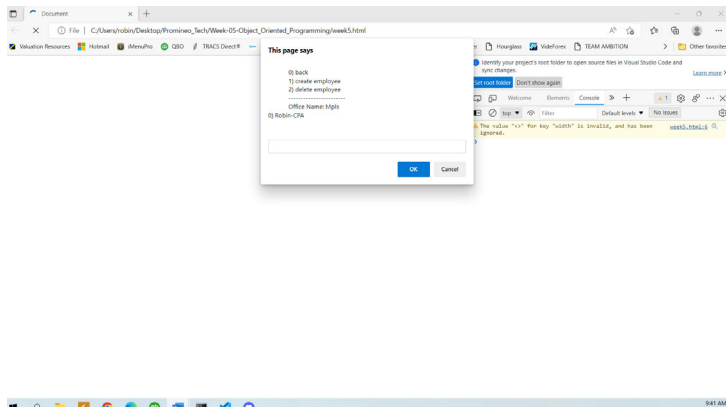 Document
File | C:/Users/robin/Desktop/Promineo_Tech/Week-05-Object_Oriented_Programming/week5.html
Valuation Resources Hotmail iMenuPro QBO TRACS Direct® Hourglass VideForex TEAM AMBITION Other favorites
This page says
0) back
1) create employee
2) delete employee
--------------------
Office Name: Mpls
0) Robin-CPA
OK Cancel
Identify your project's root folder to open source files in Visual Studio Code and
sync changes.
Learn more
Set root folder Don't show again
Welcome Elements Console 1
top Filter Default levels No Issues
The value "<>" for key "width" is invalid, and has been week5.html:6
ignored.
9:41 AM